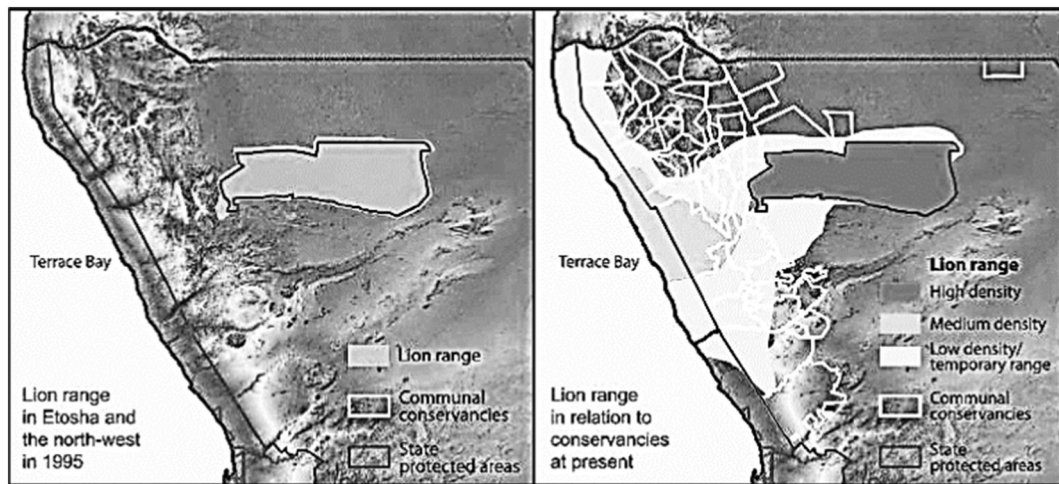 Terrace Bay
Lion range
in Etosha and
the north-west
in 1995
Lion range
Communal
conservancies
State
protected areas
Terrace Bay
Lion range
in relation to
conservancies
at present
Lion range
High density
Medium density
Low density/
temporary range
Communal
conservancies
State
protected areas